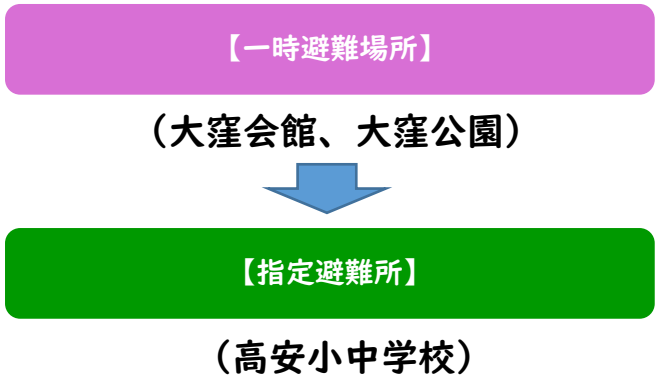 【一時避難場所】
（大窪会館、大窪公園）
【指定避難所】
（高安小中学校）